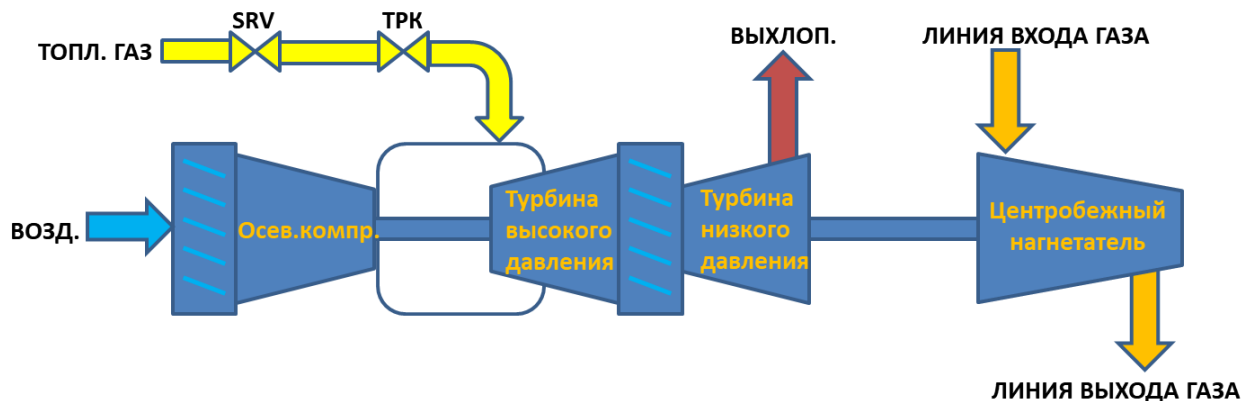 SRV
ТРК
ТОПЛ. ГАЗ
ВЫХЛОП.
ЛИНИЯ ВХОДА ГАЗА
ВОЗД.
Осев.компр.
Турбина
высокого
давления
Турбина
низкого
давления
Центробежный
нагнетатель
ЛИНИЯ ВЫХОДА ГАЗА